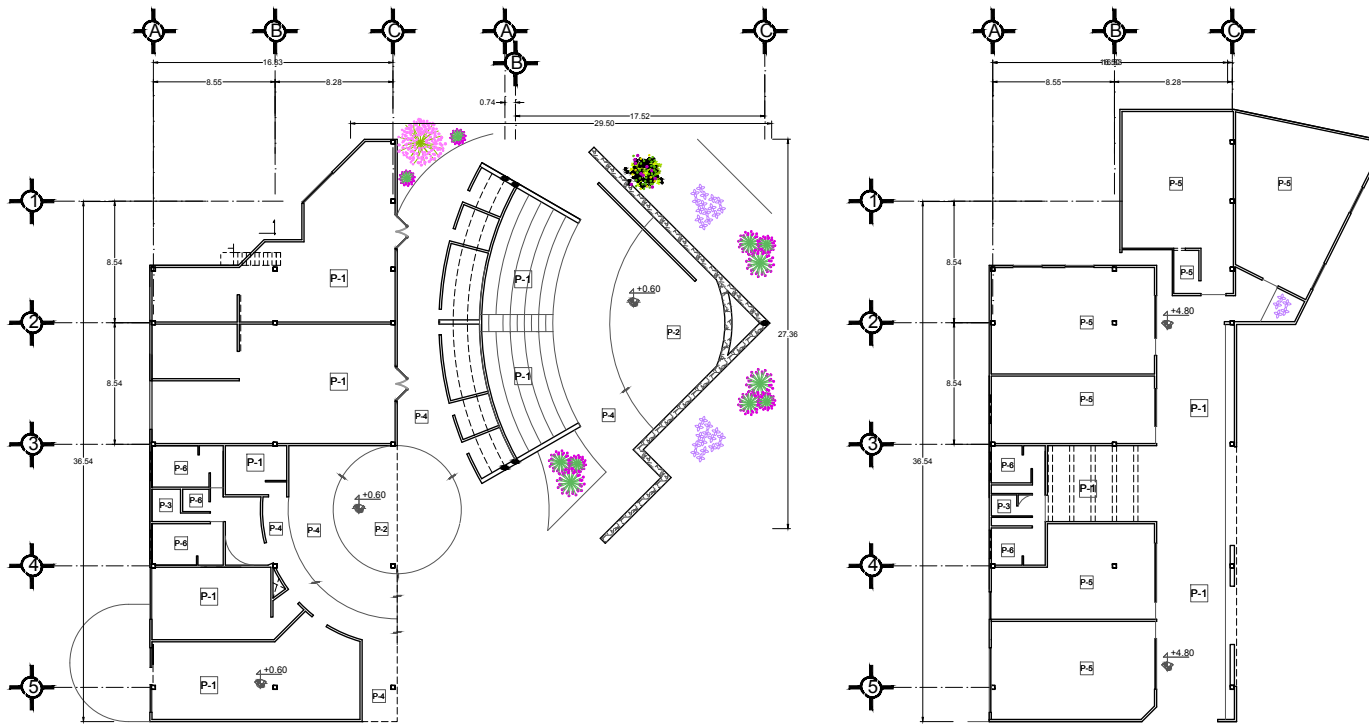 A B C A C A B C
B
16.83
8.55 8.28 0.74 17.52 8.55 8.28
29.50
1 1
P-5 P-5
8.54 8.54
P-1 P-1 P-5
+0.60
+4.80
2 P-2 2 P-5
27.36
8.54 P-1 P-1 8.54 P-5
P-4 P-4 P-1
3 3
36.54 36.54
P-6 P-1 P-6 P-1
P-3 P-6 +0.60 P-3
P-4 P-4 P-2
P-6 P-6
4 4
P-1 P-5 P-1
+0.60 +4.80
5 P-1 P-4 5 P-5